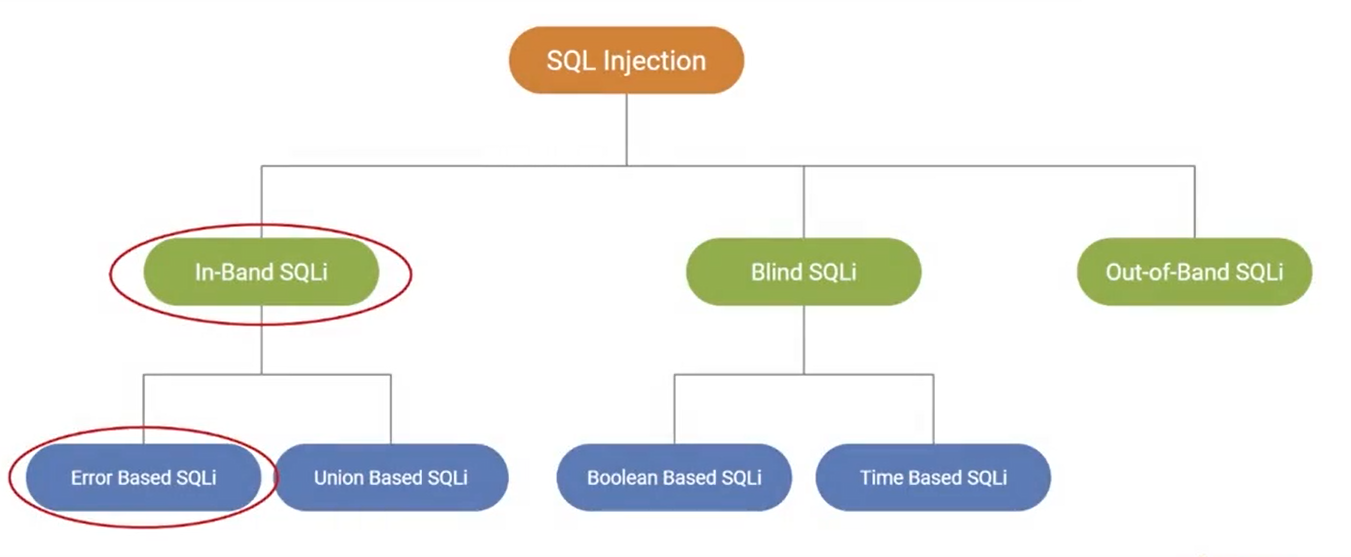 SQL Injection
In-Band SQLi
Blind SQLi
Out-of-Band SQLi
Error Based SQLi
Union Based SQLi
Boolean Based SQLi
Time Based SQLi